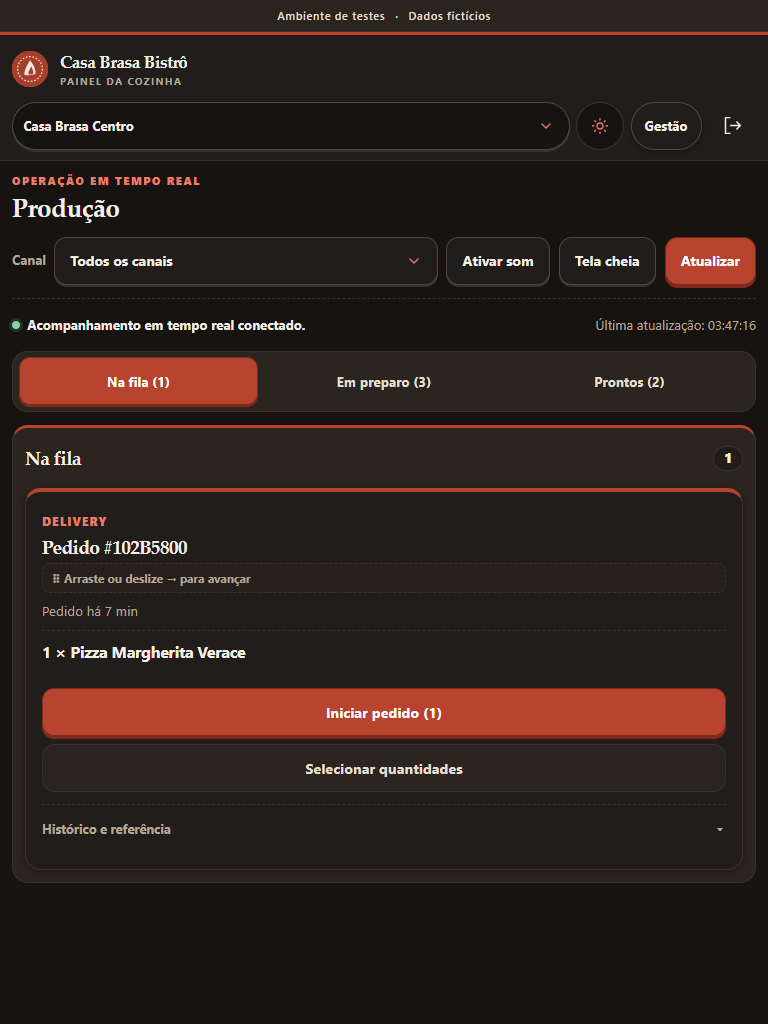 Ambiente de testes · Dados fictícios
Casa Brasa Bistrô
PAINEL DA COZINHA
Casa Brasa Centro
Gestão
OPERAÇÃO EM TEMPO REAL
Produção
Canal
Todos os canais
Ativar som
Tela cheia
Atualizar
Acompanhamento em tempo real conectado.
Última atualização: 03:47:16
Na fila (1)
Em preparo (3)
Prontos (2)
Na fila
1
DELIVERY
Pedido #102B5800
⠿ Arraste ou deslize → para avançar
Pedido há 7 min
1 × Pizza Margherita Verace
Iniciar pedido (1)
Selecionar quantidades
Histórico e referência